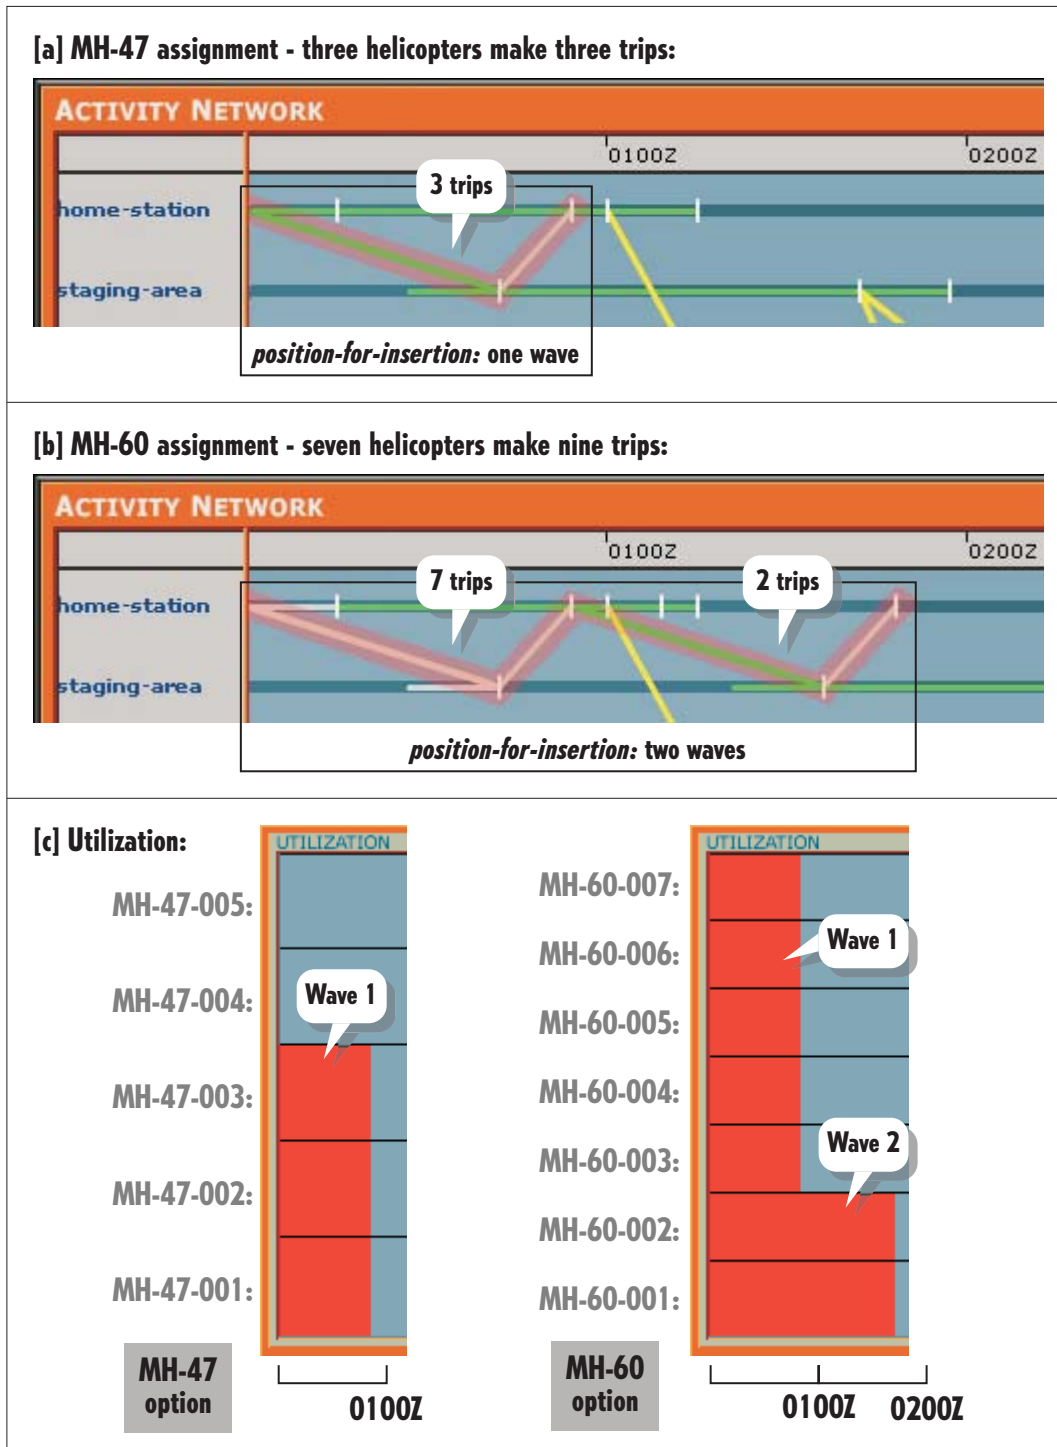 [a] MH-47 assignment - three helicopters make three trips:
ACTIVITY NETWORK
0100Z
0200Z
3 trips
home-station
staging-area
position-for-insertion: one wave
[b] MH-60 assignment - seven helicopters make nine trips:
ACTIVITY NETWORK
0100Z
0200Z
7 trips
2 trips
home-station
staging-area
position-for-insertion: two waves
[c] Utilization:
UTILIZATION
MH-47-005:
MH-47-004:
Wave 1
MH-47-003:
MH-47-002:
MH-47-001:
MH-47
option
0100Z
UTILIZATION
MH-60-007:
Wave 1
MH-60-006:
MH-60-005:
MH-60-004:
Wave 2
MH-60-003:
MH-60-002:
MH-60-001:
MH-60
option
0100Z
0200Z